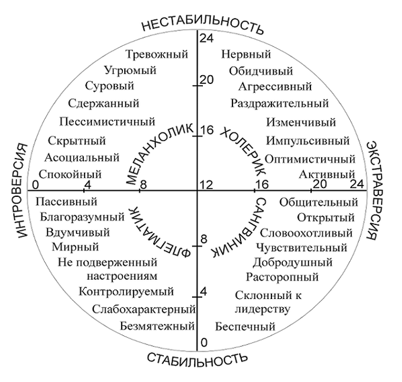 НЕСТАБИЛЬНОСТЬ
24
Тревожный Нервный
Угрюмый Обидчивый
20
Суровый Агрессивный
Сдержанный Раздражительный
Пессимистичный Изменчивый
16
Скрытный Импульсивный
Асоциальный Оптимистичный
Спокойный Активный
МЕЛАНХОЛИК ХОЛЕРИК
ИНТРОВЕРСИЯ ЭКСТРАВЕРСИЯ
0 4 8 12 16 20 24
Пассивный Общительный
Благоразумный Открытый
Вдумчивый Словоохотливый
ФЛЕГМАТИК САНГВИНИК
8
Мирный Чувствительный
Не подверженный Добродушный
настроениям Расторопный
Контролируемый Склонный к
4
Слабохарактерный лидерству
Безмятежный Беспечный
0
СТАБИЛЬНОСТЬ